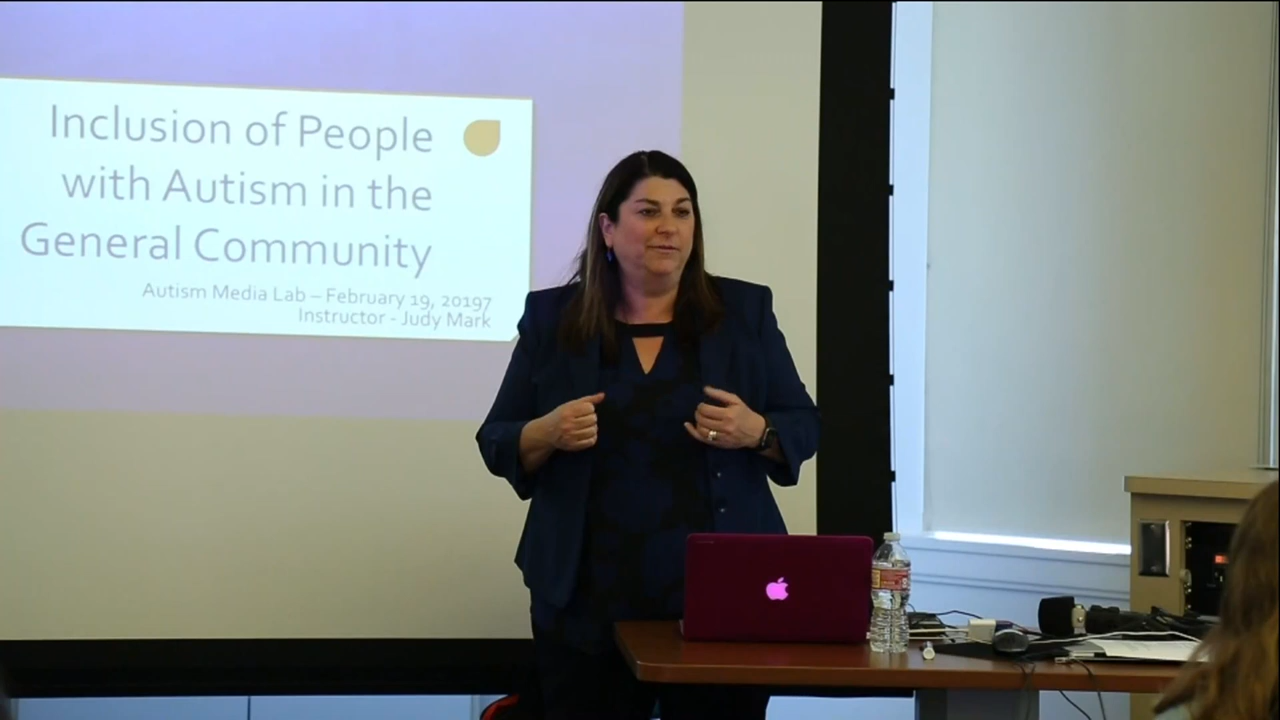 Inclusion of People
with Autism in the
General Community
Autism Media Lab – February 19, 20197
Instructor - Judy Mark